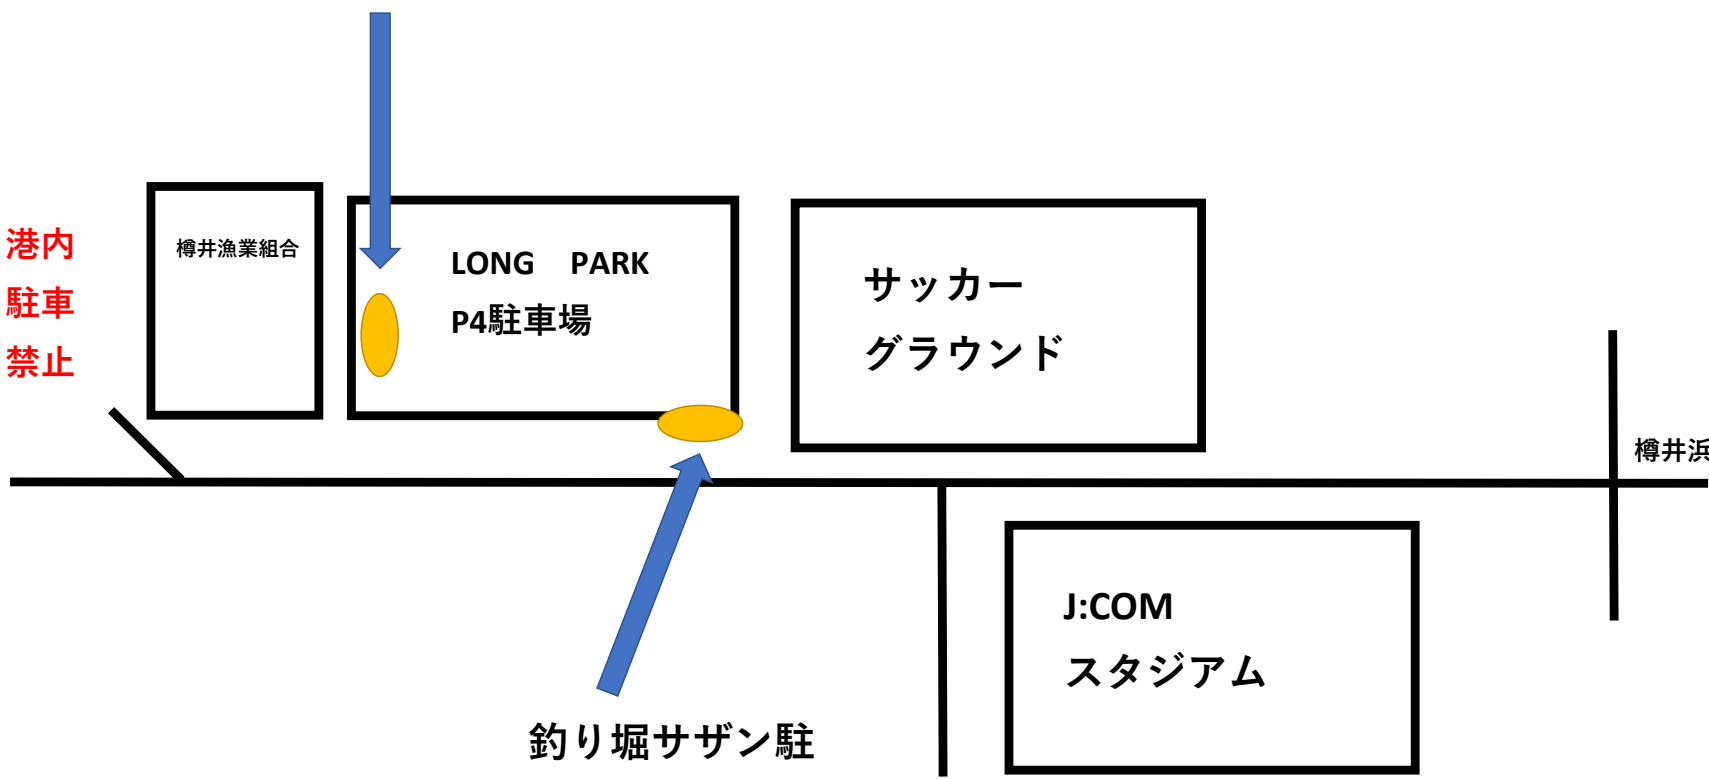 港内
駐車
禁止
樽井漁業組合
LONG　PARK
P4駐車場
サッカー
グラウンド
樽井浜
J:COM
スタジアム
釣り堀サザン駐